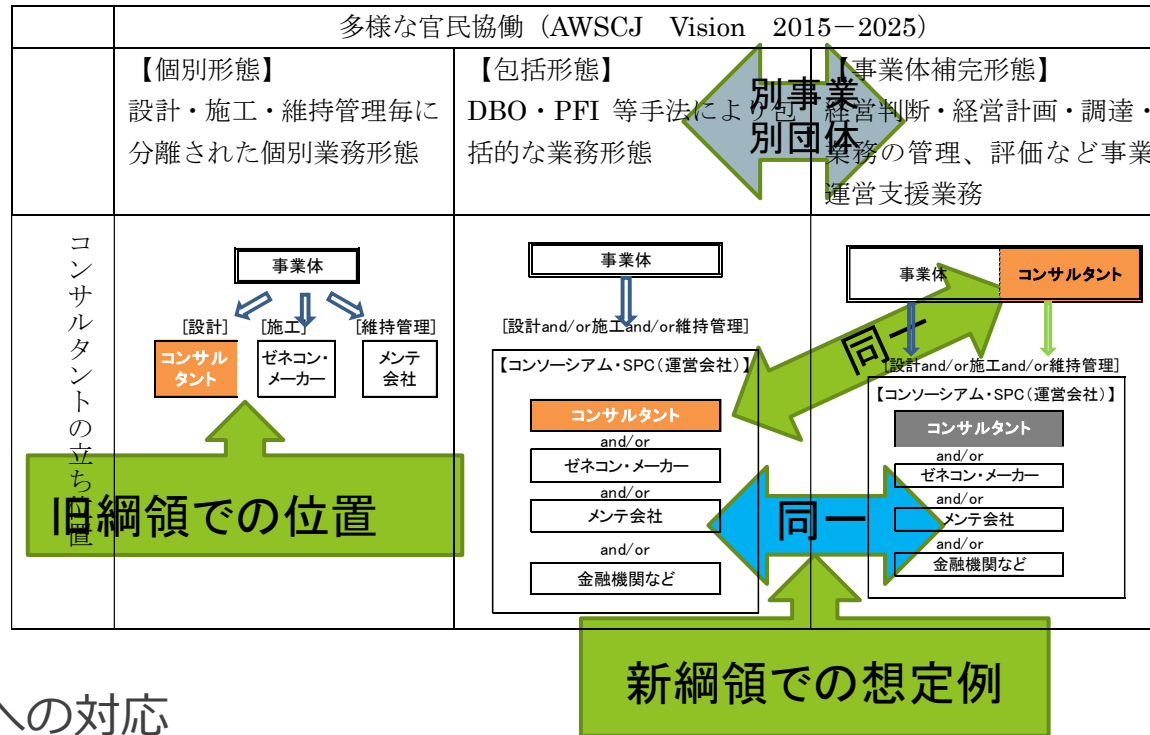 多様な官民協働（AWSCJ　Vision　2015－2025）
【個別形態】
設計・施工・維持管理毎に
分離された個別業務形態
【包括形態】
DBO・PFI 等手法により包
括的な業務形態
【事業体補完形態】
経営判断・経営計画・調達・
業務の管理、評価など事業
運営支援業務
別事業
別団体
コンサルタントの立ち位置
事業体
[設計]
[施工]
[維持管理]
コンサル
タント
ゼネコン・
メーカー
メンテ
会社
旧綱領での位置
事業体
[設計and/or施工and/or維持管理]
【コンソーシアム・SPC（運営会社）】
コンサルタント
and/or
ゼネコン・メーカー
and/or
メンテ会社
and/or
金融機関など
同一
同一
事業体
コンサルタント
[設計and/or施工and/or維持管理]
【コンソーシアム・SPC（運営会社）】
コンサルタント
and/or
ゼネコン・メーカー
and/or
メンテ会社
and/or
金融機関など
新綱領での想定例
への対応